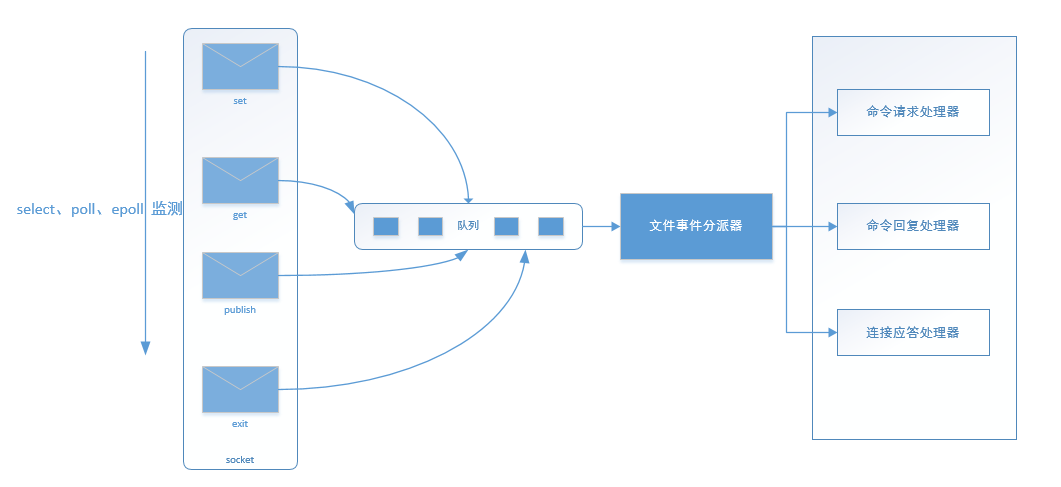 set
get
publish
exit
socket
select、poll、epoll 监测
队列
文件事件分派器
命令请求处理器
命令回复处理器
连接应答处理器